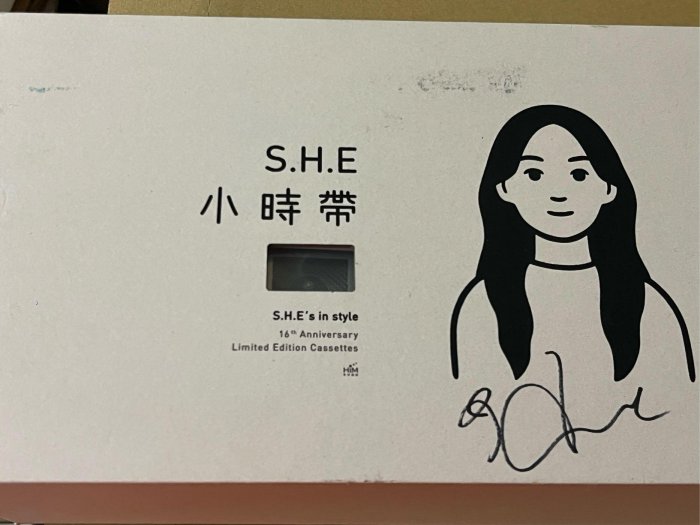 S.H.E
小時帶
S.H.E's in style
16th Anniversary
Limited Edition Cassettes
HIM